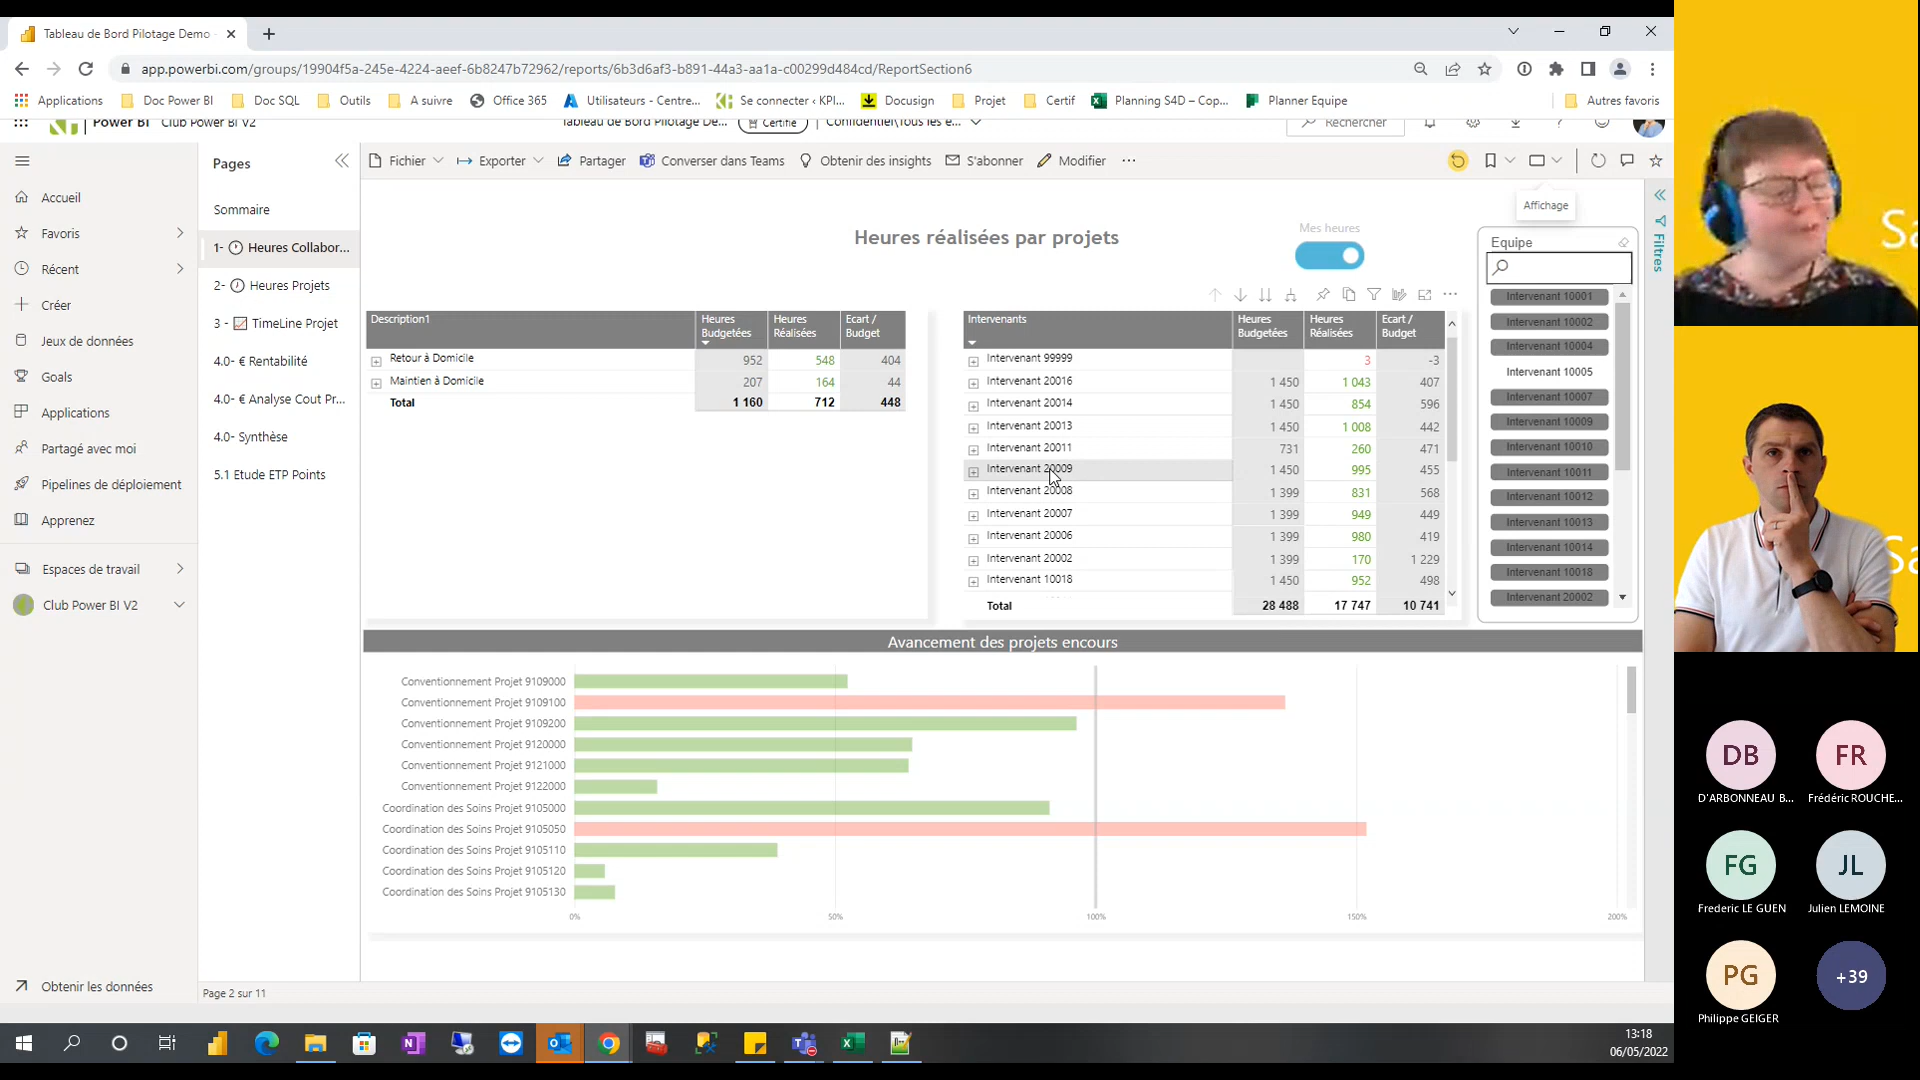 Tableau de Bord Pilotage Demo
app.powerbi.com/groups/19904f5a-245e-4224-aeef-6b8247b72962/reports/6b3d6af3-b891-44a3-aa1a-c00299d484cd/ReportSection6
Applications Doc Power BI Doc SQL Outils A suivre Office 365 Utilisateurs - Centre... Se connecter ‹ KPI... Docusign Projet Certif Planning S4D – Cop... Planner Equipe Autres favoris
Power BI Club Power BI V2 Tableau de Bord Pilotage De... Certifié Confidentiel\Tous les e... Rechercher
Pages
Fichier Exporter Partager Converser dans Teams Obtenir des insights S'abonner Modifier ...
Affichage
Accueil
Favoris
Récent
Créer
Jeux de données
Goals
Applications
Partagé avec moi
Pipelines de déploiement
Apprenez
Espaces de travail
Club Power BI V2
Obtenir les données
Sommaire
1- Heures Collabor...
2- Heures Projets
3 - TimeLine Projet
4.0- € Rentabilité
4.0- € Analyse Cout Pr...
4.0- Synthèse
5.1 Etude ETP Points
Page 2 sur 11
Heures réalisées par projets
Mes heures
Description1 Heures Budgetées Heures Réalisées Ecart / Budget
Retour à Domicile 952 548 404
Maintien à Domicile 207 164 44
Total 1 160 712 448
Intervenants Heures Budgetées Heures Réalisées Ecart / Budget
Intervenant 99999 3 -3
Intervenant 20016 1 450 1 043 407
Intervenant 20014 1 450 854 596
Intervenant 20013 1 450 1 008 442
Intervenant 20011 731 260 471
Intervenant 20009 1 450 995 455
Intervenant 20008 1 399 831 568
Intervenant 20007 1 399 949 449
Intervenant 20006 1 399 980 419
Intervenant 20002 1 399 170 1 229
Intervenant 10018 1 450 952 498
Total 28 488 17 747 10 741
Equipe
Intervenant 10001
Intervenant 10002
Intervenant 10004
Intervenant 10005
Intervenant 10007
Intervenant 10009
Intervenant 10010
Intervenant 10011
Intervenant 10012
Intervenant 10013
Intervenant 10014
Intervenant 10018
Intervenant 20002
Filtres
Avancement des projets encours
Conventionnement Projet 9109000
Conventionnement Projet 9109100
Conventionnement Projet 9109200
Conventionnement Projet 9120000
Conventionnement Projet 9121000
Conventionnement Projet 9122000
Coordination des Soins Projet 9105000
Coordination des Soins Projet 9105050
Coordination des Soins Projet 9105110
Coordination des Soins Projet 9105120
Coordination des Soins Projet 9105130
0% 50% 100% 150% 200%
13:18
06/05/2022
Sa
DB FR
D'ARBONNEAU B... Frédéric ROUCHE...
FG JL
Frederic LE GUEN Julien LEMOINE
PG +39
Philippe GEIGER